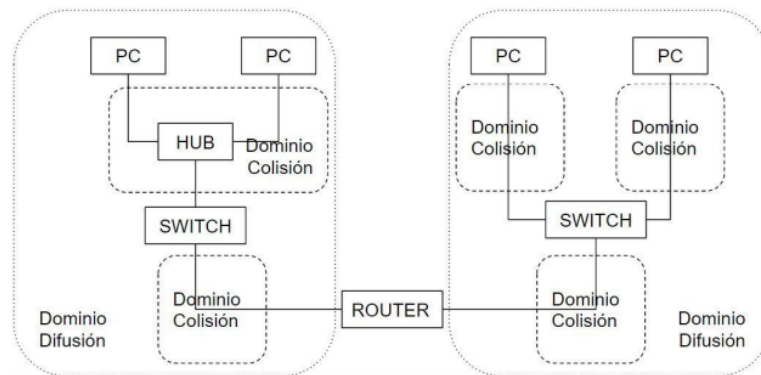 PC
PC
HUB
Dominio
Colisión
SWITCH
Dominio
Colisión
Dominio
Difusión
ROUTER
PC
PC
Dominio
Colisión
Dominio
Colisión
SWITCH
Dominio
Colisión
Dominio
Difusión